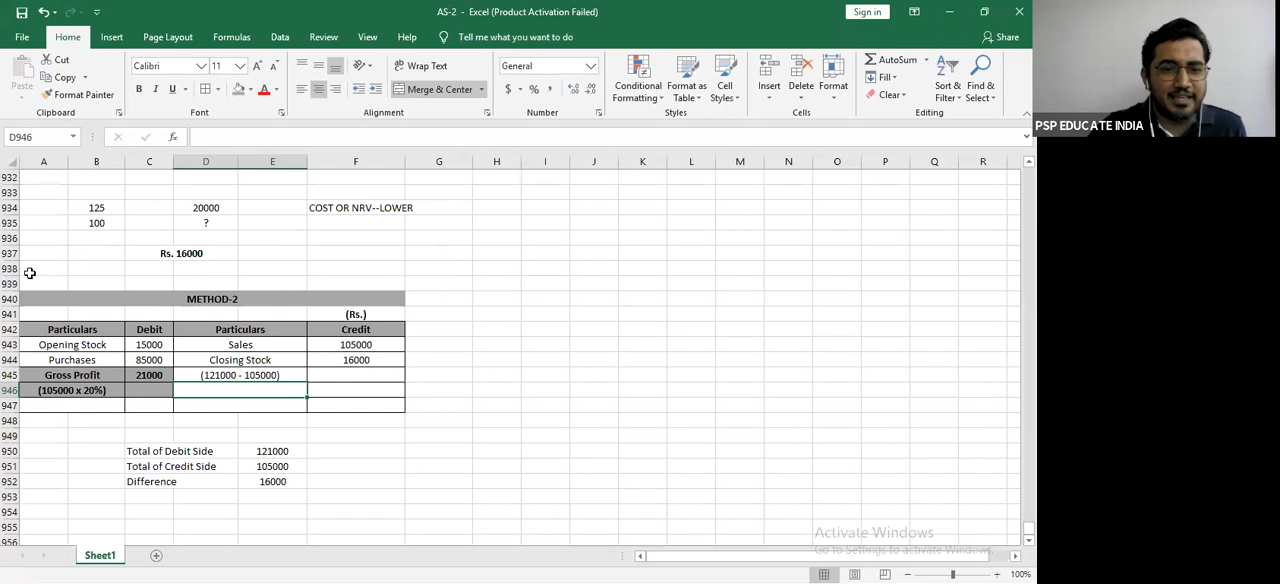 AS-2 - Excel (Product Activation Failed)
Sign in
File Home Insert Page Layout Formulas Data Review View Help Tell me what you want to do Share
Paste Cut Copy Format Painter Clipboard
Calibri 11 A A B I U A Font
Wrap Text Merge & Center Alignment
General $ % , Number
Conditional Formatting Format as Table Cell Styles Styles
Insert Delete Format Cells
AutoSum Fill Clear Sort & Filter Find & Select Editing
PSP EDUCATE INDIA
D946 fx
A B C D E F G H I J K L M N O P Q R
932
933
934 125 20000 COST OR NRV--LOWER
935 100 ?
936
937 Rs. 16000
938
939
940 METHOD-2
941 (Rs.)
942 Particulars Debit Particulars Credit
943 Opening Stock 15000 Sales 105000
944 Purchases 85000 Closing Stock 16000
945 Gross Profit 21000 (121000 - 105000)
946 (105000 x 20%)
947
948
949
950 Total of Debit Side 121000
951 Total of Credit Side 105000
952 Difference 16000
953
954
955
956
Activate Windows
Go to Settings to activate Windows.
Sheet1
100%